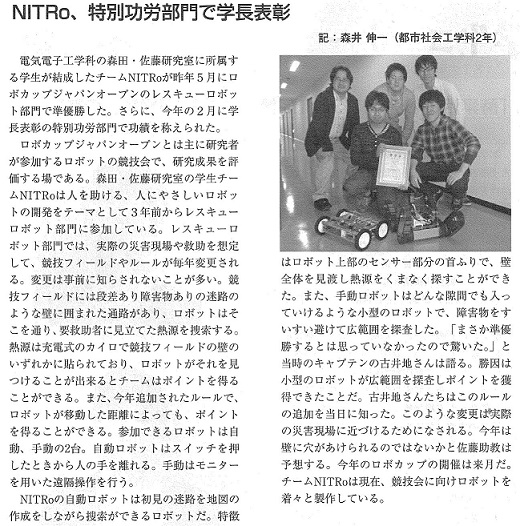 NITRo、特別功労部門で学長表彰
記：森井 伸一（都市社会工学科2年）
電気電子工学科の森田・佐藤研究室に所属す
る学生が結成したチームNITRoが昨年５月にロ
ボカップジャパンオープンのレスキューロボッ
ト部門で準優勝した。さらに、今年の２月に学
長表彰の特別功労部門で功績を称えられた。
ロボカップジャパンオープンとは主に研究者
が参加するロボットの競技会で、研究成果を評
価する場である。森田・佐藤研究室の学生チー
ムNITRoは人を助ける、人にやさしいロボッ
トの開発をテーマとして３年前からレスキュー
ロボット部門に参加している。レスキューロ
ボット部門では、実際の災害現場や救助を想定
して、競技フィールドやルールが毎年変更され
る。変更は事前に知らされないことが多い。競
技フィールドには段差あり障害物ありの迷路の
ような壁に囲まれた通路があり、ロボットはそ
こを通り、要救助者に見立てた熱源を捜索する。
熱源は充電式のカイロで競技フィールドの壁の
いずれかに貼られており、ロボットがそれを見
つけることが出来るとチームはポイントを得る
ことができる。また、今年追加されたルールで、
ロボットが移動した距離によっても、ポイント
を得ることができる。参加できるロボットは自
動、手動の2台。自動ロボットはスイッチを押
したときから人の手を離れる。手動はモニター
を用いた遠隔操作を行う。
NITRoの自動ロボットは初見の迷路を地図の
作成をしながら捜索ができるロボットだ。特徴
はロボット上部のセンサー部分の首ふりで、壁
全体を見渡し熱源をくまなく探すことができ
た。また、手動ロボットはどんな隙間でも入っ
ていけるような小型のロボットで、障害物をす
いすい避けて広範囲を探査した。「まさか準優
勝するとは思っていなかったので驚いた。」と
当時のキャプテンの古井地さんは語る。勝因は
小型のロボットが広範囲を探査しポイントを獲
得できたことだ。古井地さんたちはこのルール
の追加を当日に知った。このような変更は実際
の災害現場に近づけるためになされる。今年は
壁に穴があけられるのではないかと佐藤助教は
予想する。今年のロボカップの開催は来月だ。
チームNITRoは現在、競技会に向けロボットを
着々と製作している。